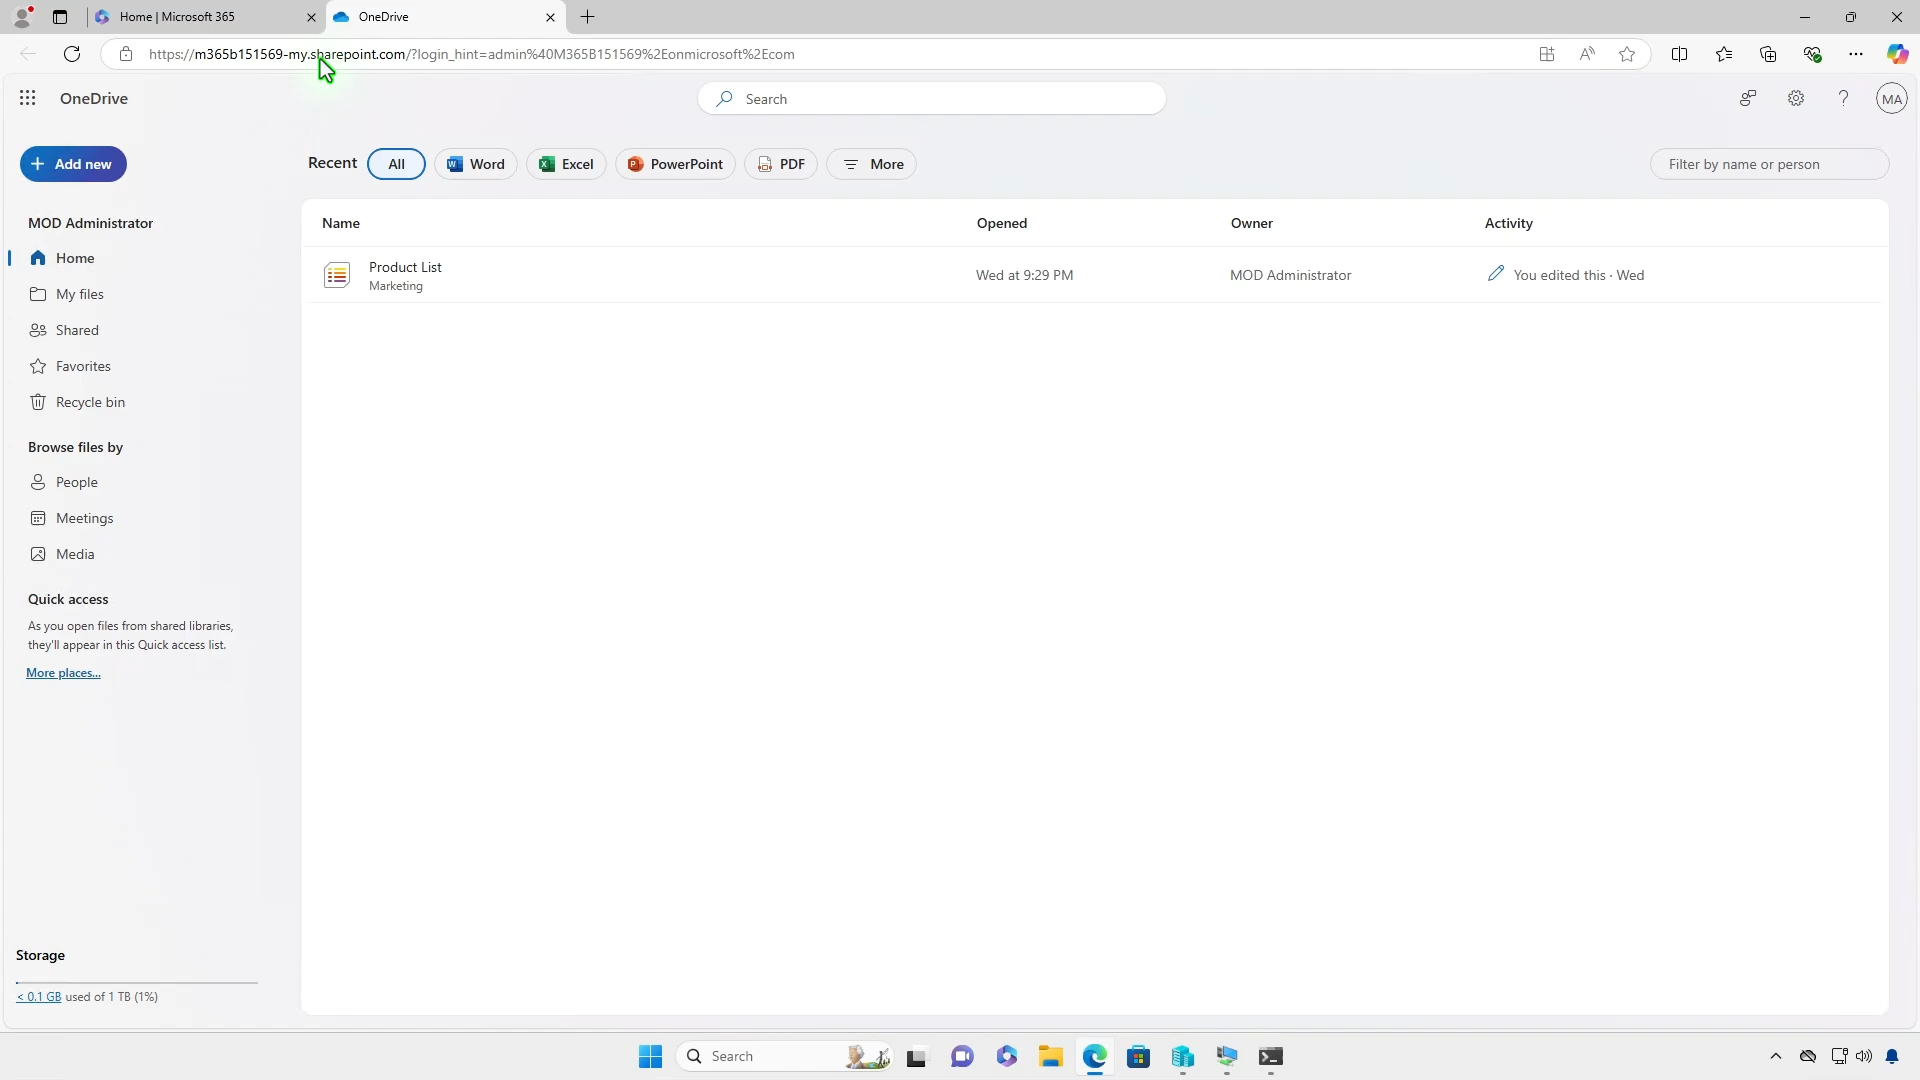 Home | Microsoft 365
OneDrive
https://m365b151569-my.sharepoint.com/?login_hint=admin%40M365B151569%2Eonmicrosoft%2Ecom
OneDrive
Search
MA
Add new
Recent
All
Word
Excel
PowerPoint
PDF
More
Filter by name or person
MOD Administrator
Home
My files
Shared
Favorites
Recycle bin
Browse files by
People
Meetings
Media
Quick access
As you open files from shared libraries,
they'll appear in this Quick access list.
More places...
Storage
< 0.1 GB used of 1 TB (1%)
Name
Opened
Owner
Activity
Product List
Marketing
Wed at 9:29 PM
MOD Administrator
You edited this · Wed
Search